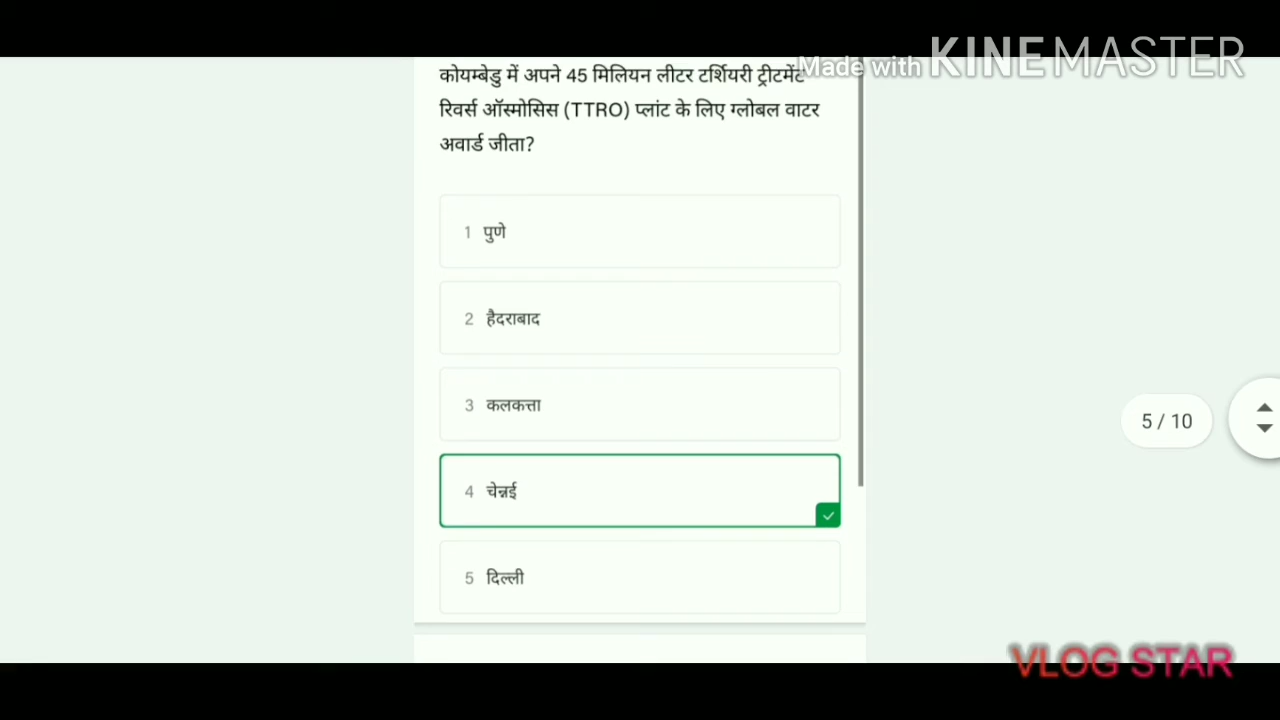 Made with KINEMASTER
कोयम्बेडु में अपने 45 मिलियन लीटर टर्शियरी ट्रीटमेंट
रिवर्स ऑस्मोसिस (TTRO) प्लांट के लिए ग्लोबल वाटर
अवार्ड जीता?
1 पुणे
2 हैदराबाद
3 कलकत्ता
5 / 10
4 चेन्नई
5 दिल्ली
VLOG STAR